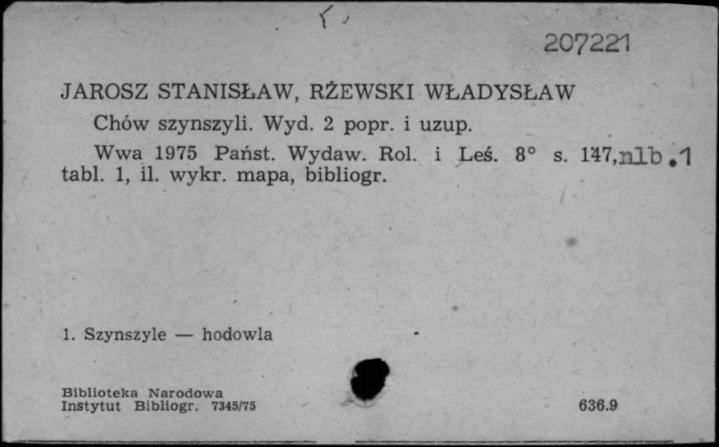 207221
JAROSZ STANISŁAW, RŻEWSKI WŁADYSŁAW
Chów szynszyli. Wyd. 2 popr. i uzup.
Wwa 1975 Państ. Wydaw. Rol. i Leś. 8° s. 147, nlb.1
tabl. 1, il. wykr. mapa, bibliogr.
1. Szynszyle — hodowla
Biblioteka Narodowa
Instytut Bibliogr. 7345/75 636.9